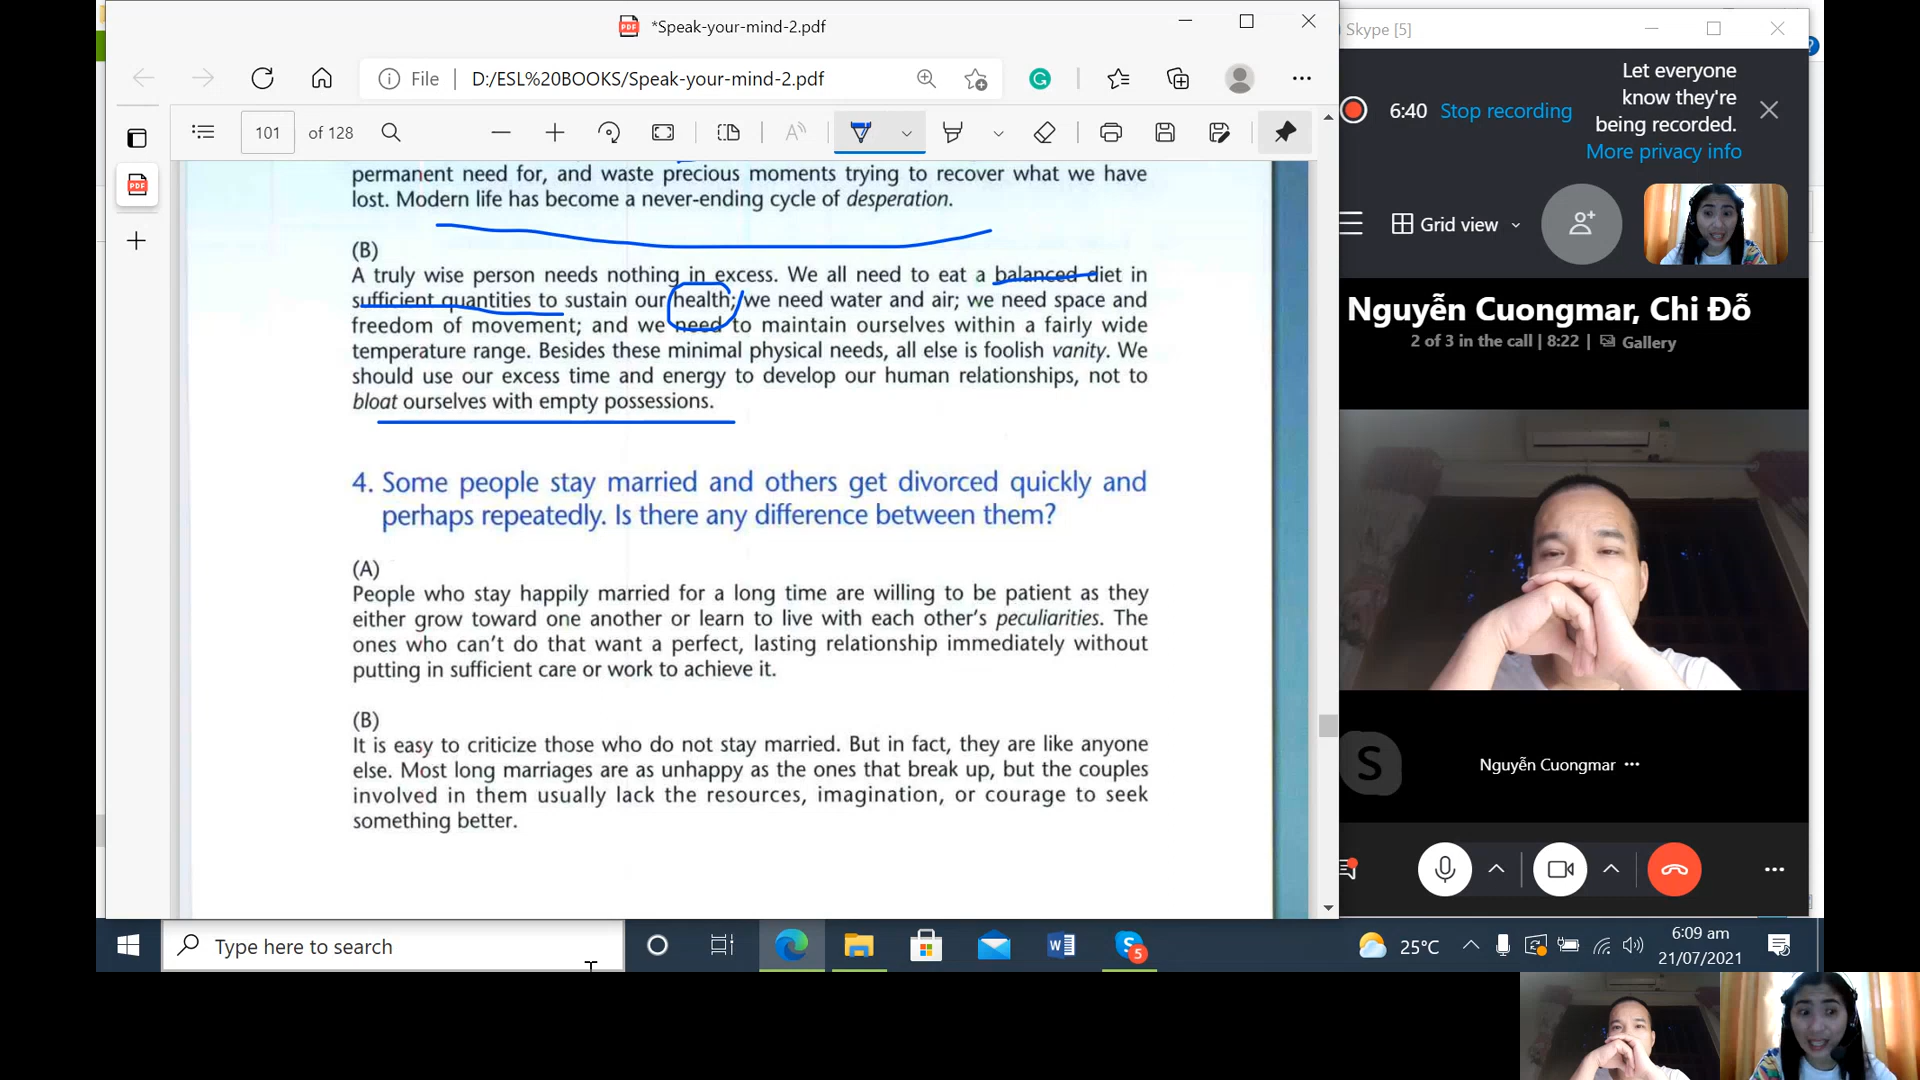 *Speak-your-mind-2.pdf
File
D:/ESL%20BOOKS/Speak-your-mind-2.pdf
101 of 128
permanent need for, and waste precious moments trying to recover what we have
lost. Modern life has become a never-ending cycle of desperation.
(B)
A truly wise person needs nothing in excess. We all need to eat a balanced diet in
sufficient quantities to sustain our health; we need water and air; we need space and
freedom of movement; and we need to maintain ourselves within a fairly wide
temperature range. Besides these minimal physical needs, all else is foolish vanity. We
should use our excess time and energy to develop our human relationships, not to
bloat ourselves with empty possessions.
4. Some people stay married and others get divorced quickly and
perhaps repeatedly. Is there any difference between them?
(A)
People who stay happily married for a long time are willing to be patient as they
either grow toward one another or learn to live with each other's peculiarities. The
ones who can't do that want a perfect, lasting relationship immediately without
putting in sufficient care or work to achieve it.
(B)
It is easy to criticize those who do not stay married. But in fact, they are like anyone
else. Most long marriages are as unhappy as the ones that break up, but the couples
involved in them usually lack the resources, imagination, or courage to seek
something better.
Skype [5]
6:40 Stop recording
Let everyone
know they're
being recorded.
More privacy info
Grid view
Nguyễn Cuongmar, Chi Đỗ
2 of 3 in the call | 8:22 | Gallery
S
Nguyễn Cuongmar
Type here to search
5
25°C
6:09 am
21/07/2021